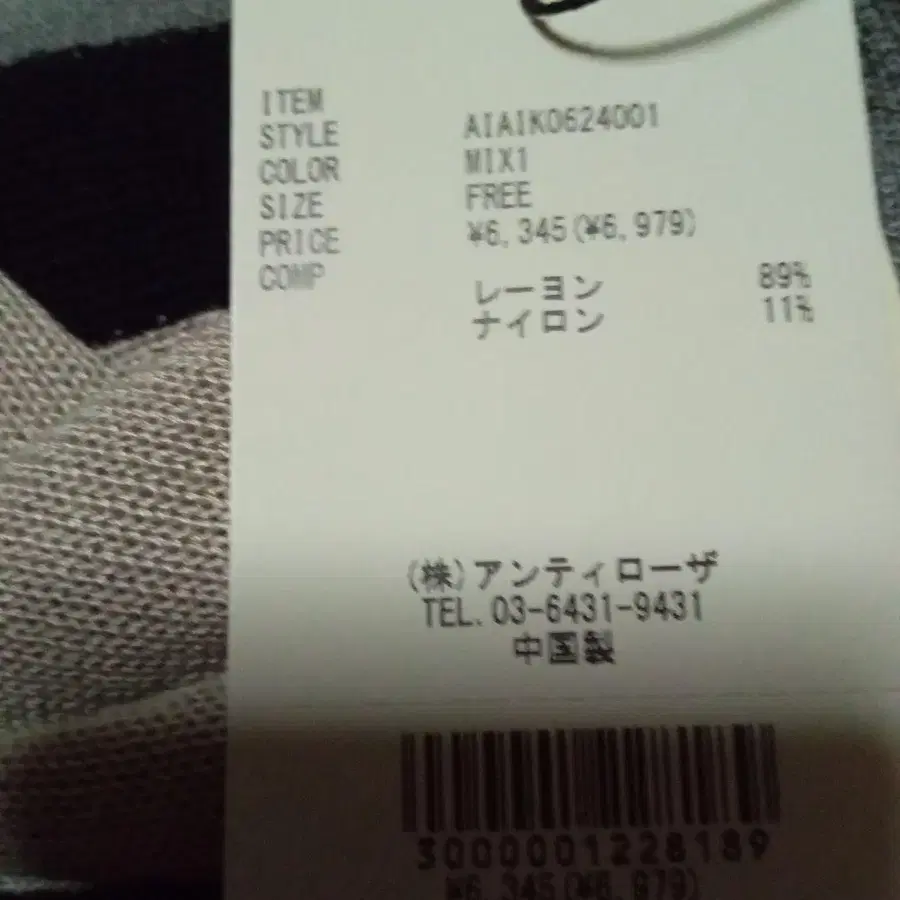 ITEM
STYLE AIAIK0624001
COLOR MIX1
SIZE FREE
PRICE ¥6,345(¥6,979)
COMP レーヨン 89%
ナイロン 11%
(株)アンティローザ
TEL.03-6431-9431
中国製
3000001228189
¥6,345(¥6,979)